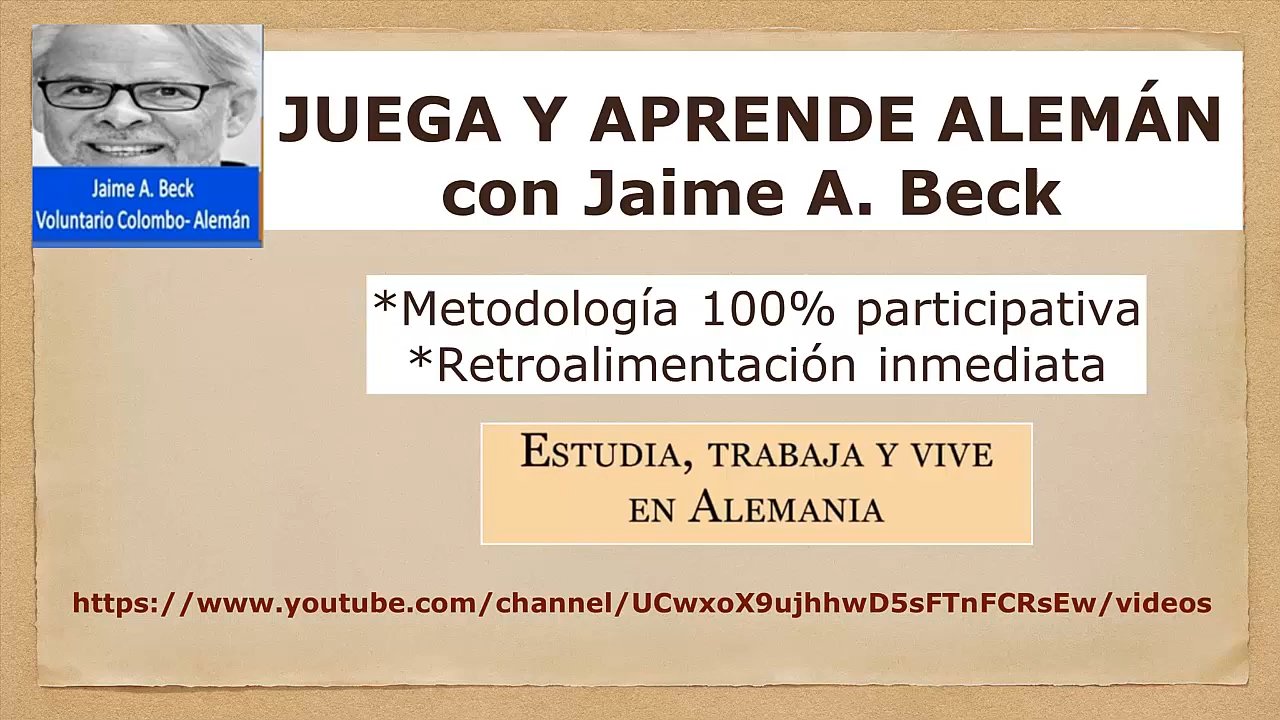 JUEGA Y APRENDE ALEMÁN
con Jaime A. Beck
Jaime A. Beck
Voluntario Colombo- Alemán
*Metodología 100% participativa
*Retroalimentación inmediata
Estudia, trabaja y vive
en Alemania
https://www.youtube.com/channel/UCwxoX9ujhhwD5sFTnFCRsEw/videos